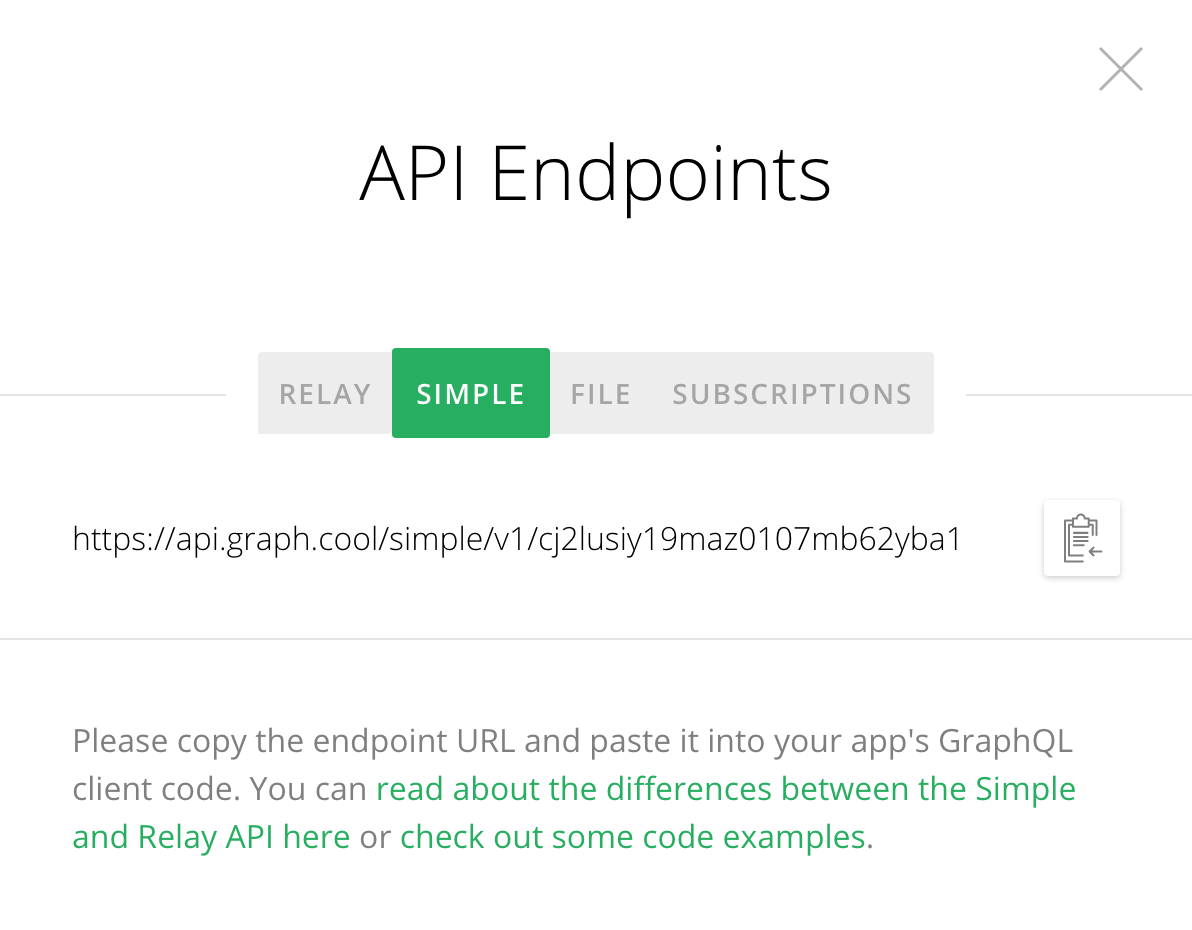 API Endpoints
RELAY SIMPLE FILE SUBSCRIPTIONS
https://api.graph.cool/simple/v1/cj2lusiy19maz0107mb62yba1
Please copy the endpoint URL and paste it into your app's GraphQL
client code. You can read about the differences between the Simple
and Relay API here or check out some code examples.